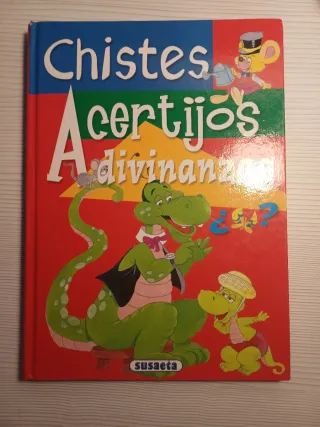 Chistes
Acertijos
Adivinanzas
¿?
susaeta